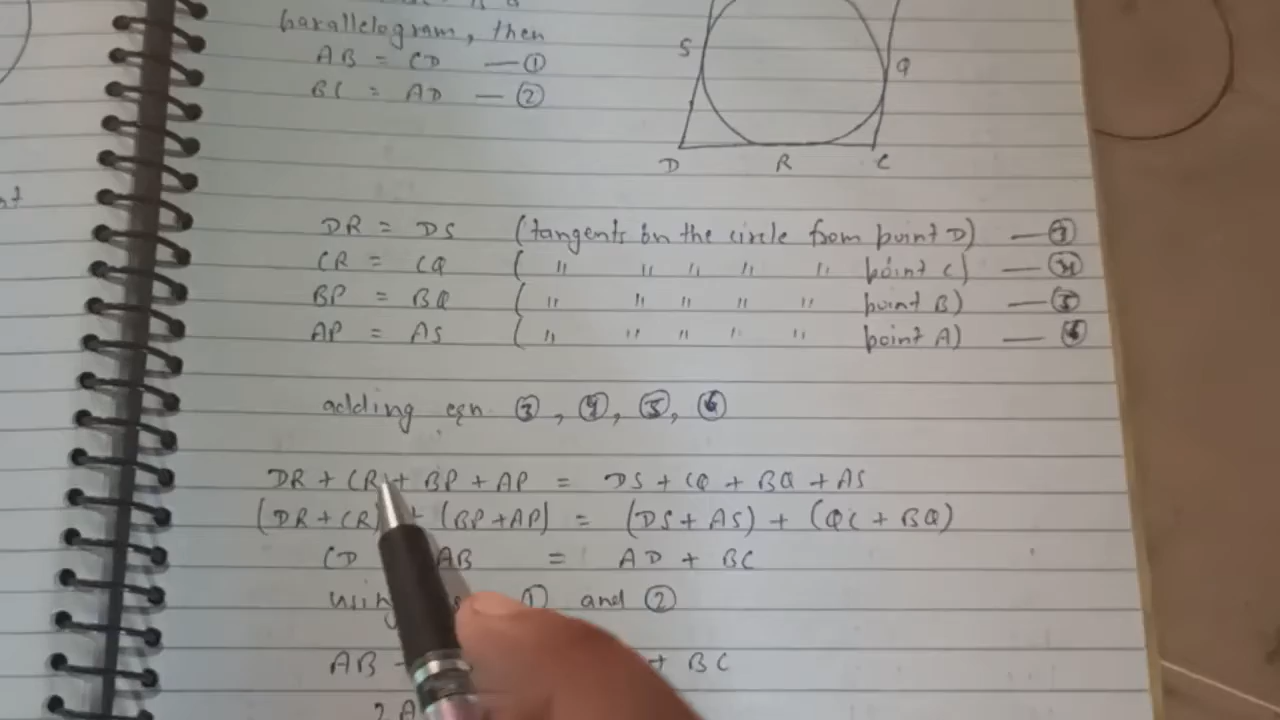 parallelogram, then
AB = CD — ①
BC = AD — ②
S
Q
D R C
DR = DS (tangents on the circle from point D) — ③
CR = CQ ( " " " " " point C) — ④
BP = BQ ( " " " " " point B) — ⑤
AP = AS ( " " " " " point A) — ⑥
adding eqn ③, ④, ⑤, ⑥
DR + CR + BP + AP = DS + CQ + BQ + AS
(DR + CR) + (BP + AP) = (DS + AS) + (QC + BQ)
CD AB = AD + BC
using ① and ②
AB + BC
2A